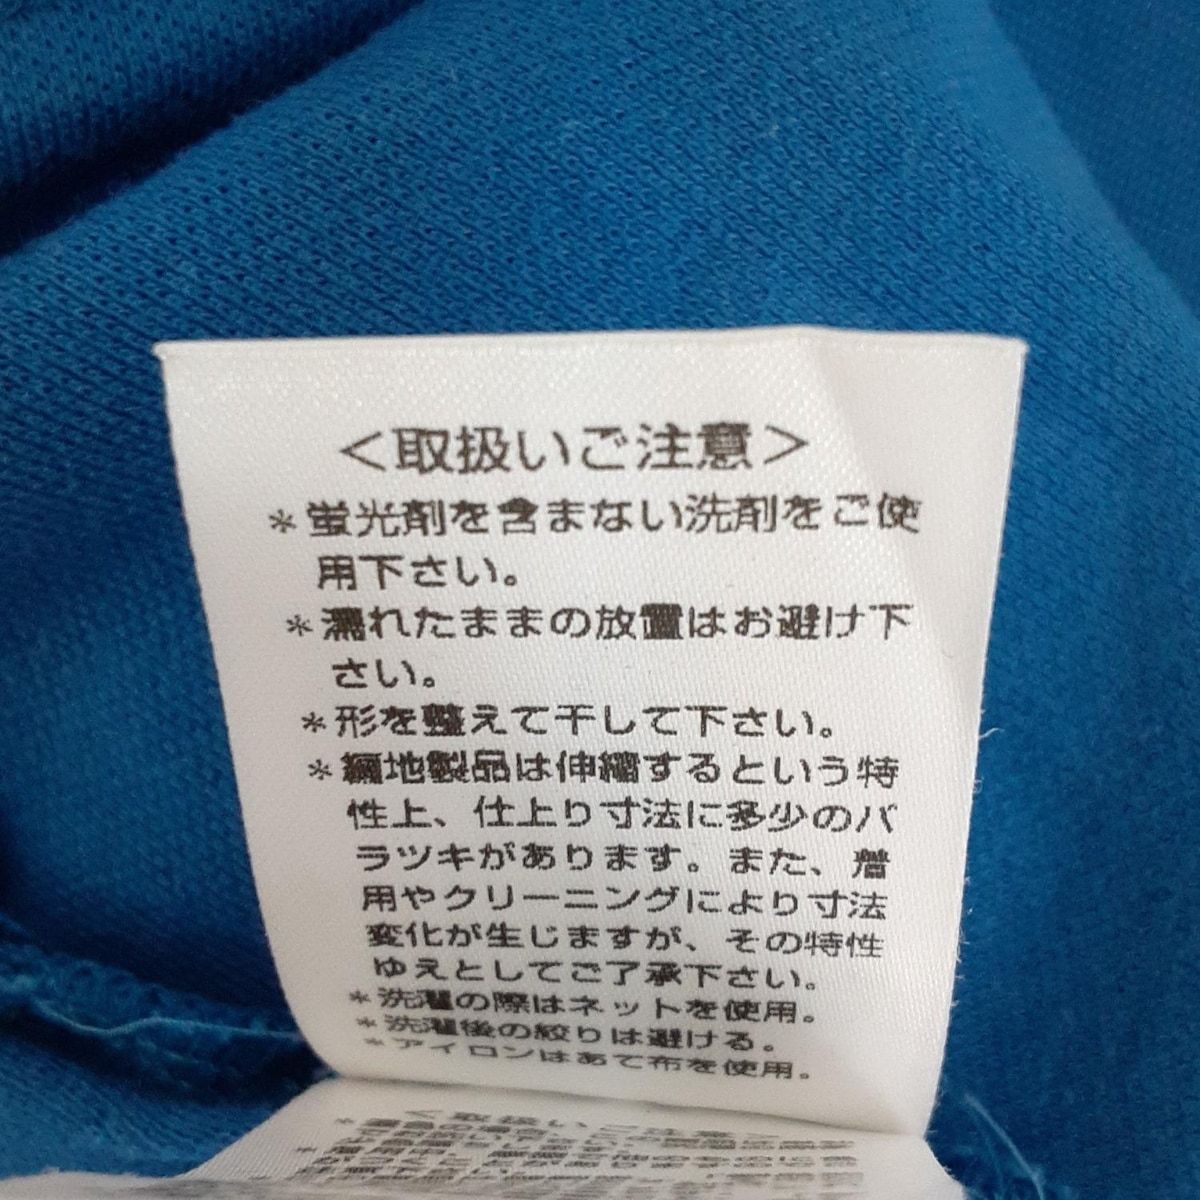 ＜取扱いご注意＞
＊蛍光剤を含まない洗剤をご使
用下さい。
＊濡れたままの放置はお避け下
さい。
＊形を整えて干して下さい。
＊編地製品は伸縮するという特
性上、仕上り寸法に多少のバ
ラツキがあります。また、着
用やクリーニングにより寸法
変化が生じますが、その特性
ゆえとしてご了承下さい。
＊洗濯の際はネットを使用。
＊洗濯後の絞りは避ける。
＊アイロンはあて布を使用。
＜取扱いご注意＞